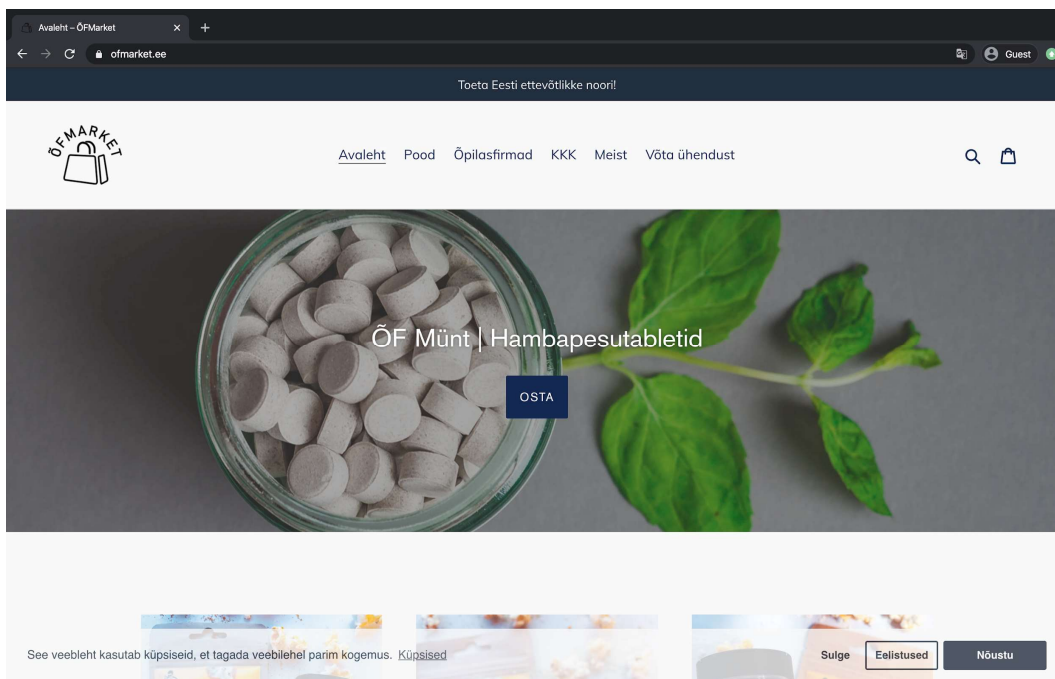 Avaleht – ÕFMarket
ofmarket.ee
Guest
Toeta Eesti ettevõtlikke noori!
ÕFMARKET
Avaleht Pood Õpilasfirmad KKK Meist Võta ühendust
ÕF Münt | Hambapesutabletid
OSTA
See veebleht kasutab küpsiseid, et tagada veebilehel parim kogemus. Küpsised
Sulge Eelistused Nõustu